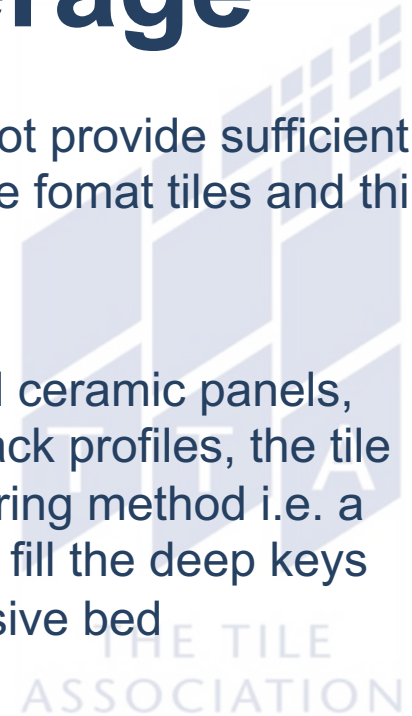 erage
ot provide sufficient
e fomat tiles and thi
l ceramic panels,
ack profiles, the tile
ring method i.e. a
fill the deep keys
sive bed
T T A
THE TILE
ASSOCIATION